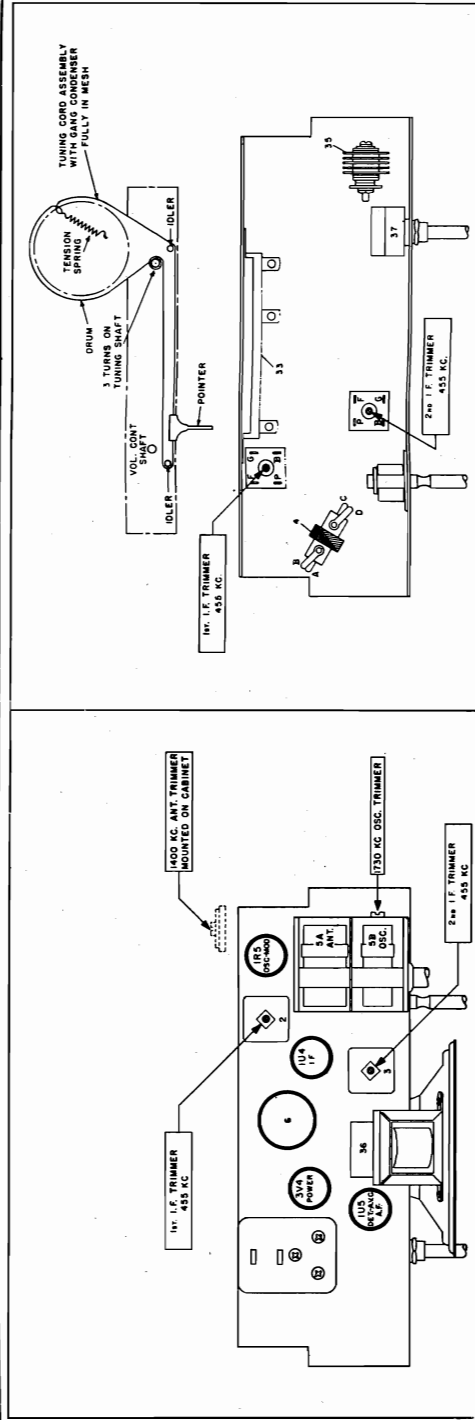 1400 KC. ANT. TRIMMER
MOUNTED ON CABINET
1ST. I.F. TRIMMER
455 KC
1R5
OSC-MOD
2
5A
ANT.
5B
OSC.
1730 KC OSC. TRIMMER
1U4
I F
6
3
3V4
POWER
36
1U5
DET-AVC
A.F.
2ND I F. TRIMMER
455 KC
TUNING CORD ASSEMBLY
WITH GANG CONDENSER
FULLY IN MESH
TENSION
SPRING
DRUM
3 TURNS ON
TUNING SHAFT
IDLER
VOL. CONT
SHAFT
IDLER
POINTER
1ST. I.F. TRIMMER
455 KC.
F G
P B
33
35
4
B
A
C
D
P F
B G
37
2ND I F. TRIMMER
455 KC.